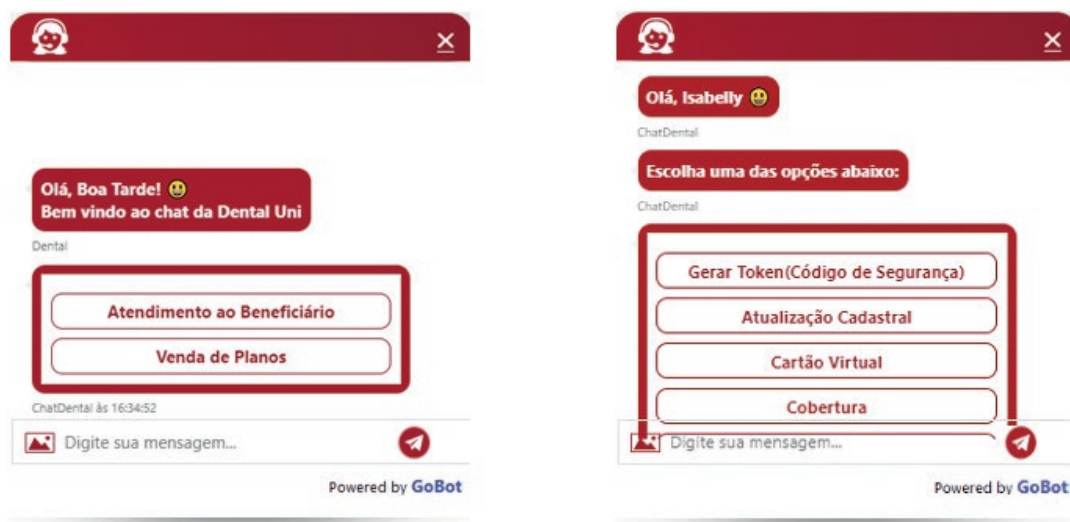 Olá, Boa Tarde! 😃
Bem vindo ao chat da Dental Uni
Dental
Atendimento ao Beneficiário
Venda de Planos
ChatDental às 16:34:52
Digite sua mensagem...
Powered by GoBot
Olá, Isabelly 😃
ChatDental
Escolha uma das opções abaixo:
ChatDental
Gerar Token(Código de Segurança)
Atualização Cadastral
Cartão Virtual
Cobertura
Digite sua mensagem...
Powered by GoBot